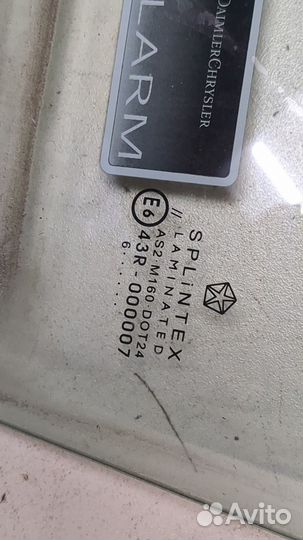 DAIMLERCHRYSLER
LARM
SPLiNTEX
// LAMINATED
AS2·M160·DOT24
E6 43R-000007
6.......
Avito